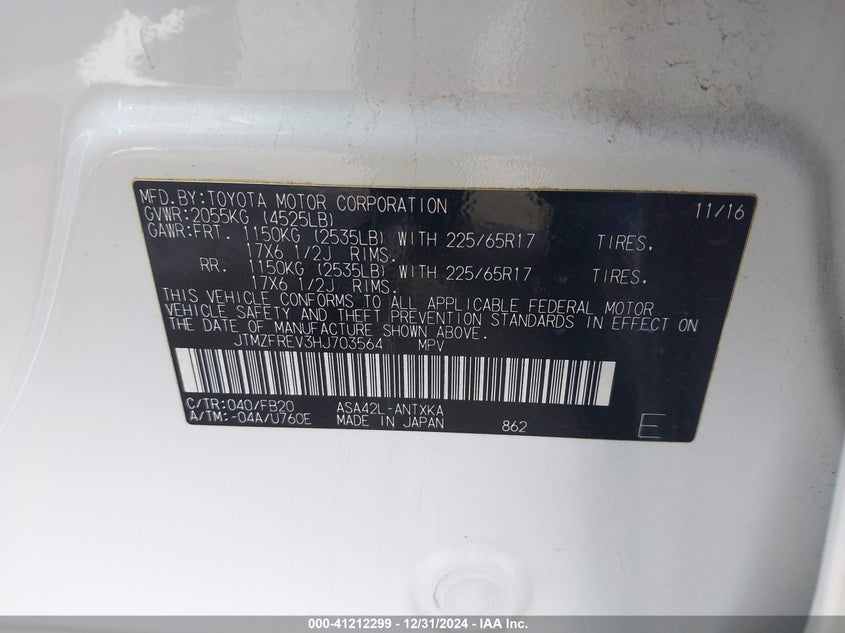 MFD.BY:TOYOTA MOTOR CORPORATION 11/16
GVWR:2055KG (4525LB)
GAWR:FRT. 1150KG (2535LB) WITH 225/65R17 TIRES.
17X6 1/2J RIMS.
RR. 1150KG (2535LB) WITH 225/65R17 TIRES.
17X6 1/2J RIMS.
THIS VEHICLE CONFORMS TO ALL APPLICABLE FEDERAL MOTOR
VEHICLE SAFETY AND THEFT PREVENTION STANDARDS IN EFFECT ON
THE DATE OF MANUFACTURE SHOWN ABOVE.
JTMZFREV3HJ703564 MPV
C/TR:040/FB20 ASA42L-ANTXKA
A/TM:-04A/U760E MADE IN JAPAN 862 E
000-41212299 - 12/31/2024 - IAA Inc.